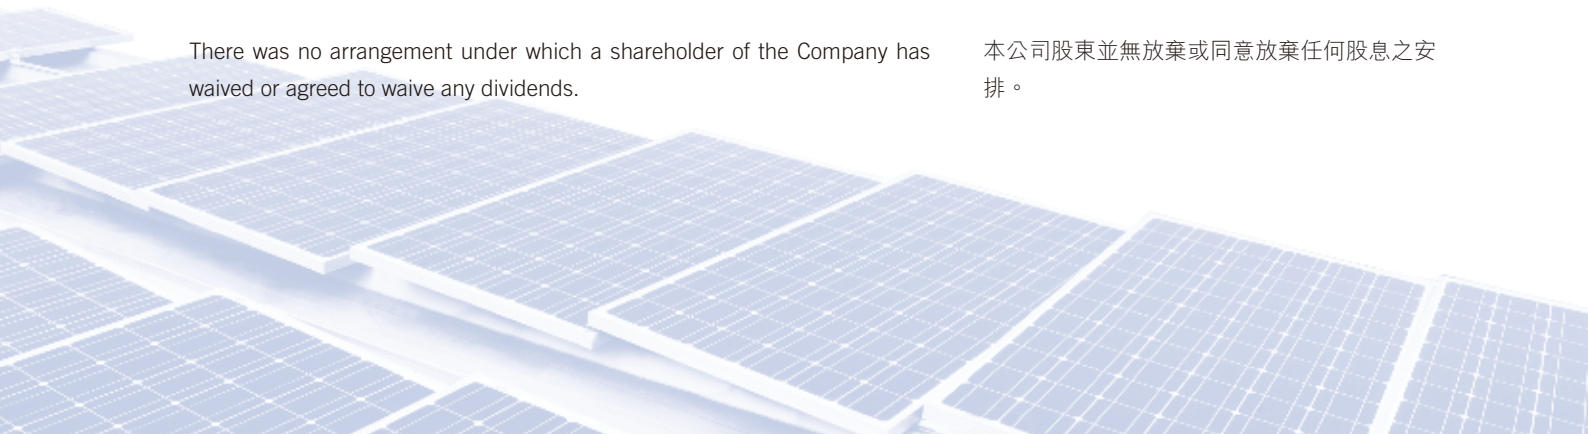 There was no arrangement under which a shareholder of the Company has
waived or agreed to waive any dividends.
本公司股東並無放棄或同意放棄任何股息之安
排。